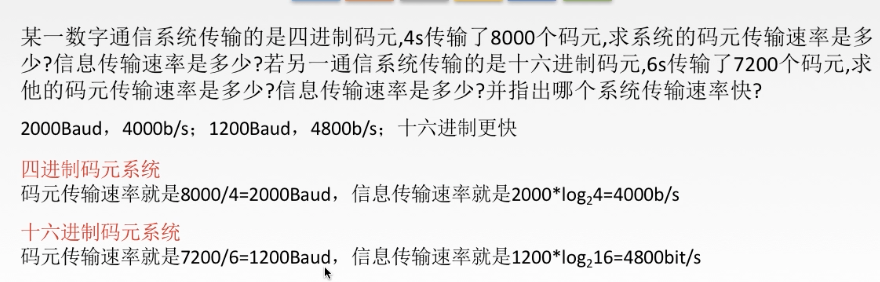 某一数字通信系统传输的是四进制码元,4s传输了8000个码元,求系统的码元传输速率是多
少?信息传输速率是多少?若另一通信系统传输的是十六进制码元,6s传输了7200个码元,求
他的码元传输速率是多少?信息传输速率是多少?并指出哪个系统传输速率快?
2000Baud，4000b/s；1200Baud，4800b/s；十六进制更快
四进制码元系统
码元传输速率就是8000/4=2000Baud，信息传输速率就是2000*log₂4=4000b/s
十六进制码元系统
码元传输速率就是7200/6=1200Baud，信息传输速率就是1200*log₂16=4800bit/s